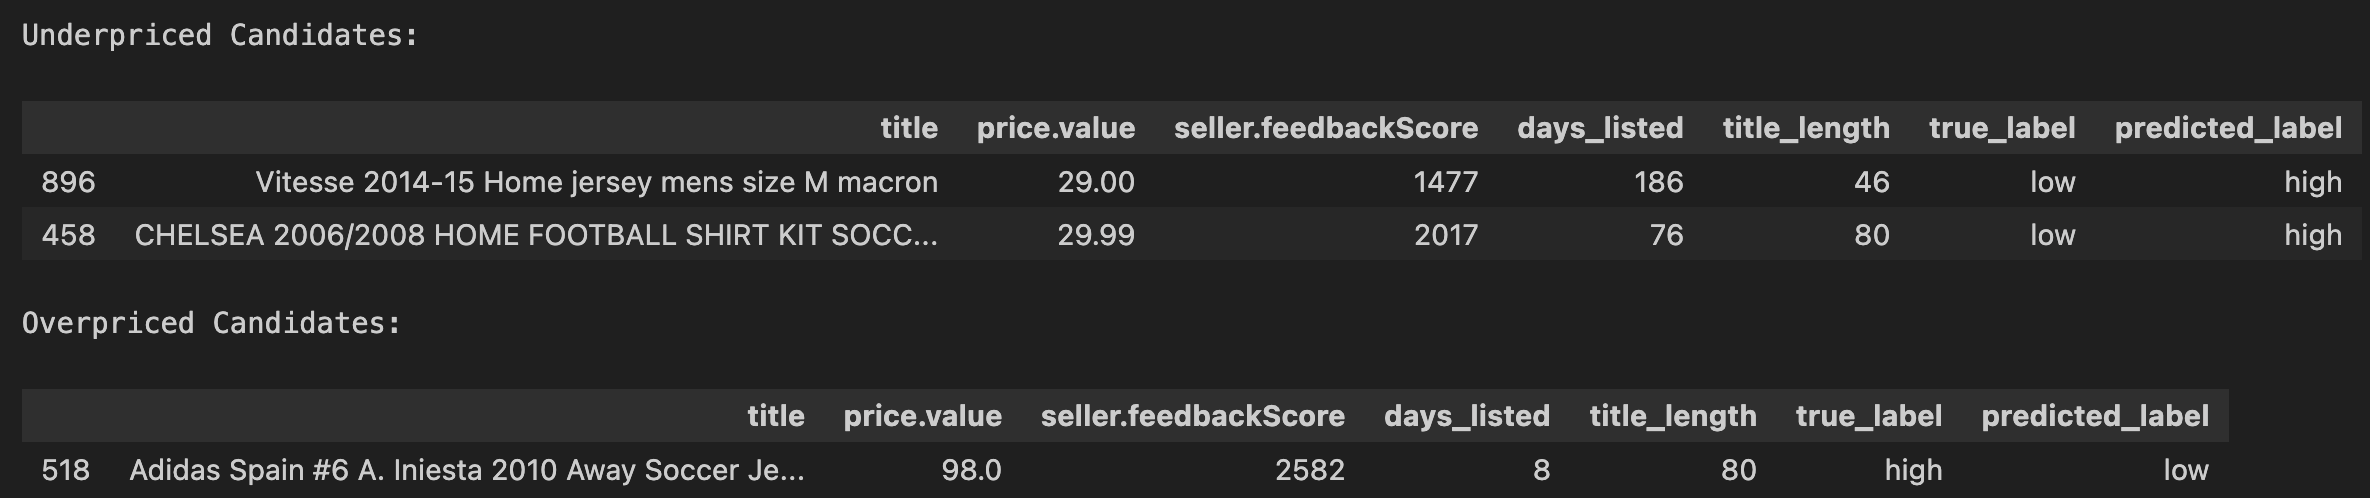 Underpriced Candidates:
title price.value seller.feedbackScore days_listed title_length true_label predicted_label
896 Vitesse 2014-15 Home jersey mens size M macron 29.00 1477 186 46 low high
458 CHELSEA 2006/2008 HOME FOOTBALL SHIRT KIT SOCC... 29.99 2017 76 80 low high
Overpriced Candidates:
title price.value seller.feedbackScore days_listed title_length true_label predicted_label
518 Adidas Spain #6 A. Iniesta 2010 Away Soccer Je... 98.0 2582 8 80 high low